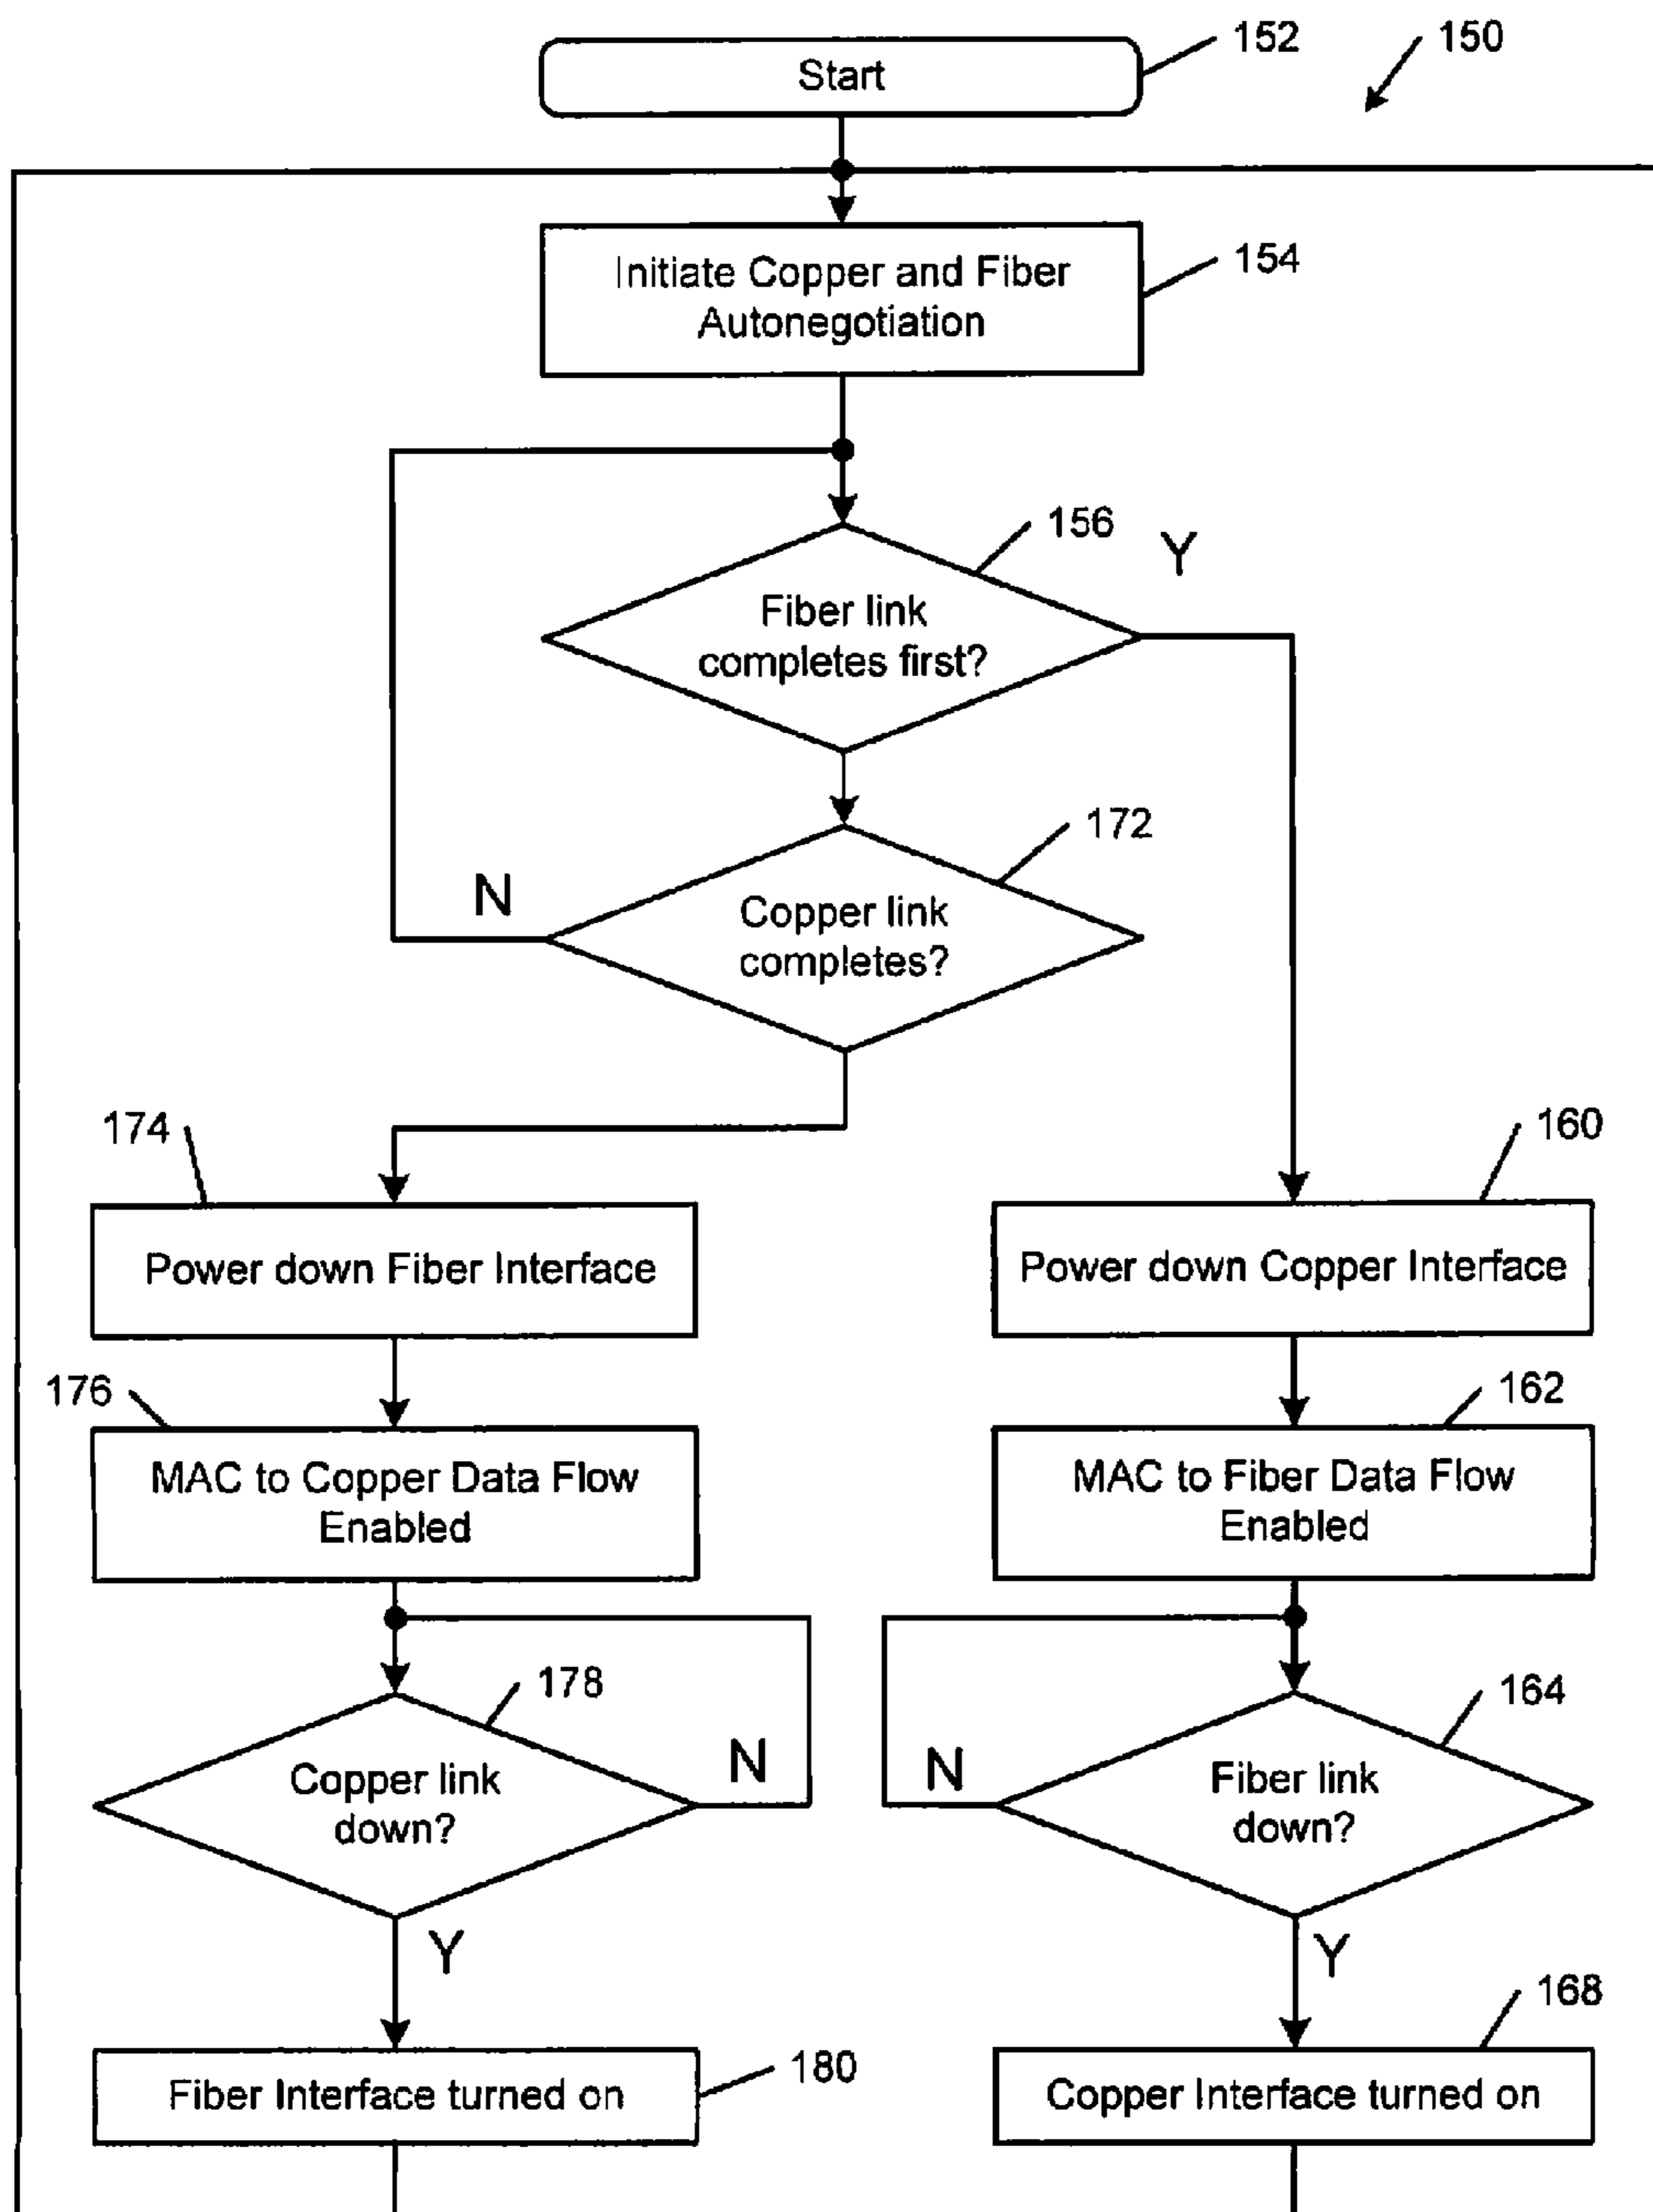 152
150
Start
Initiate Copper and Fiber
Autonegotiation
154
156
Y
Fiber link
completes first?
172
N
Copper link
completes?
174
160
Power down Fiber Interface
Power down Copper Interface
176
162
MAC to Copper Data Flow
Enabled
MAC to Fiber Data Flow
Enabled
178
164
Copper link
down?
N
N
Fiber link
down?
Y
Y
168
Fiber Interface turned on
180
Copper Interface turned on